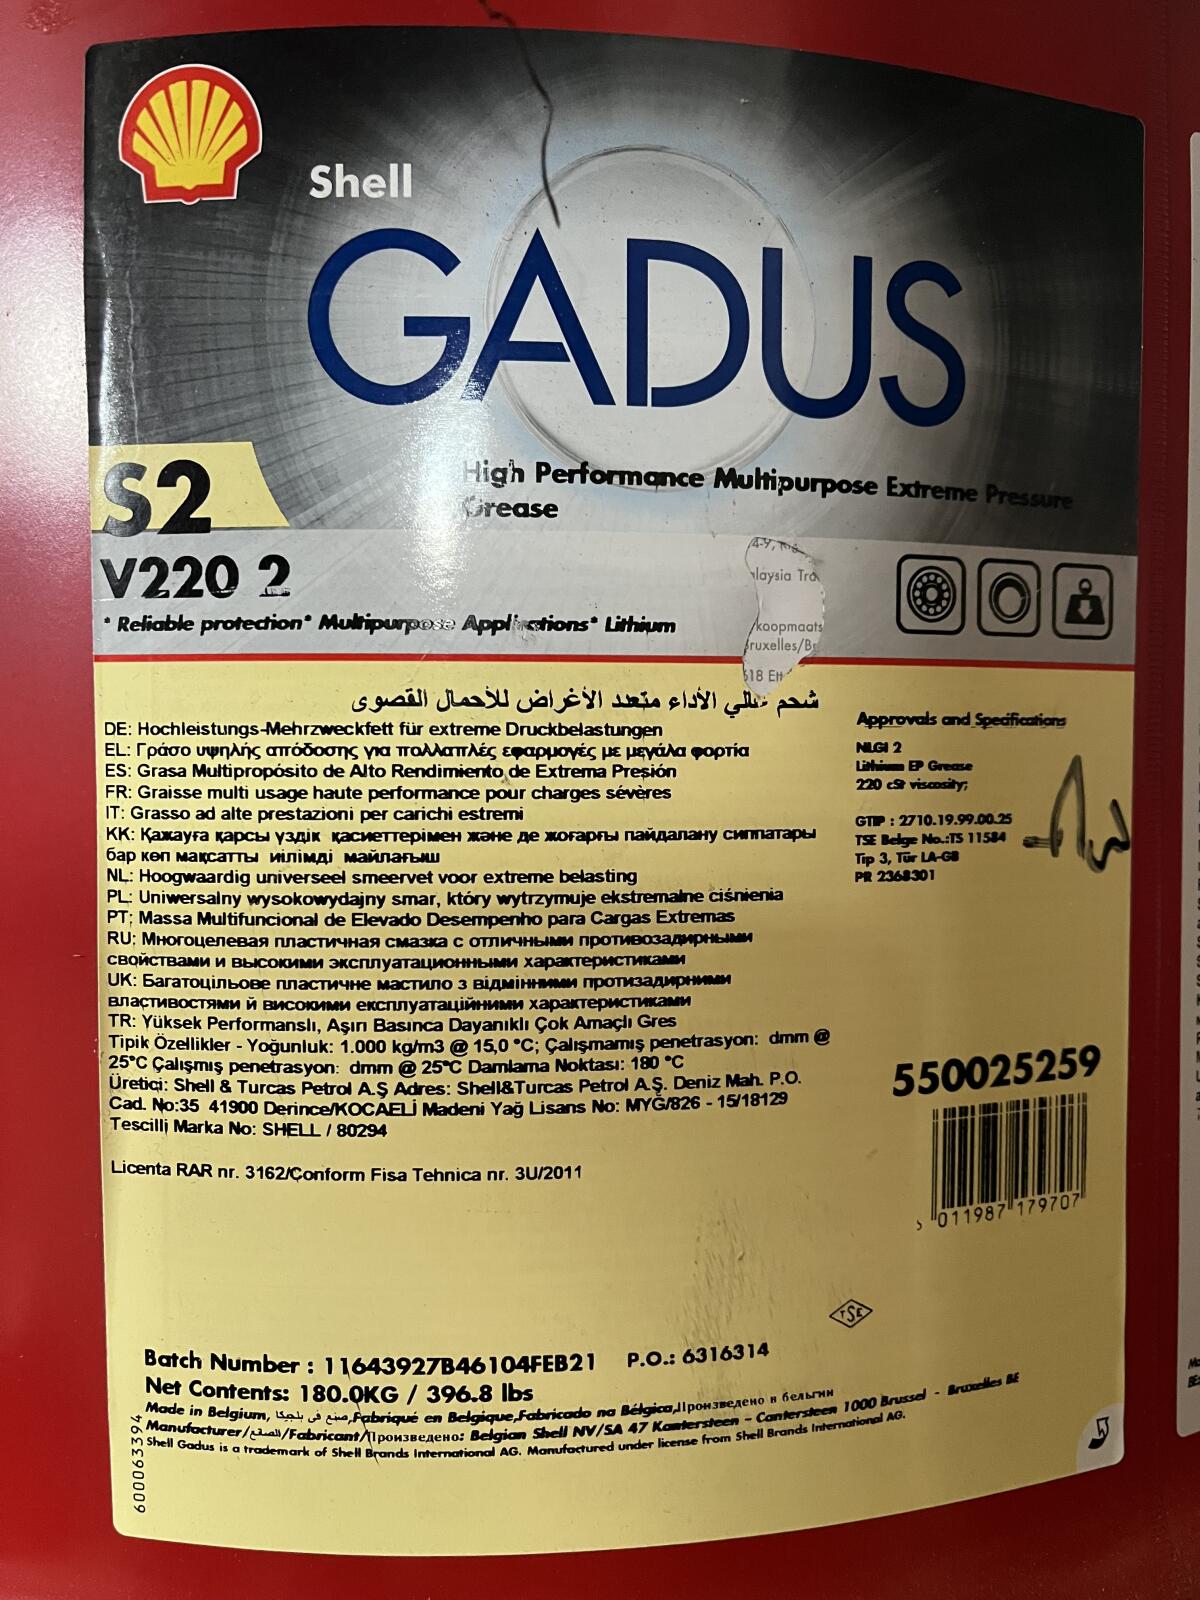 Shell
GADUS
S2
High Performance Multipurpose Extreme Pressure
Grease
V220 2
* Reliable protection* Multipurpose Applications* Lithium
laysia Tra
koopmaats
ruxelles/Br
شحم عالي الأداء متعدد الأغراض للأحمال القصوى
DE: Hochleistungs-Mehrzweckfett für extreme Druckbelastungen
EL: Γράσο υψηλής απόδοσης για πολλαπλές εφαρμογές με μεγάλα φορτία
ES: Grasa Multipropósito de Alto Rendimiento de Extrema Presión
FR: Graisse multi usage haute performance pour charges sévères
IT: Grasso ad alte prestazioni per carichi estremi
KK: Қажауға қарсы үздік қасиеттерімен және де жоғарғы пайдалану сипатары
бар көп мақсатты иілімді майлағыш
NL: Hoogwaardig universeel smeervet voor extreme belasting
PL: Uniwersalny wysokowydajny smar, który wytrzymuje ekstremalne ciśnienia
PT: Massa Multifuncional de Elevado Desempenho para Cargas Extremas
RU: Многоцелевая пластичная смазка с отличными противозадирными
свойствами и высокими эксплуатационными характеристиками
UK: Багатоцільове пластичне мастило з відмінними протизадирними
властивостями й високими експлуатаційними характеристиками
TR: Yüksek Performanslı, Aşırı Basınca Dayanıklı Çok Amaçlı Gres
Tipik Özellikler - Yoğunluk: 1.000 kg/m3 @ 15,0 °C; Çalışmamış penetrasyon: dmm @
25°C Çalışmış penetrasyon: dmm @ 25°C Damlama Noktası: 180 °C
Üretici: Shell & Turcas Petrol A.Ş Adres: Shell&Turcas Petrol A.Ş. Deniz Mah. P.O.
Cad. No:35 41900 Derince/KOCAELİ Madeni Yağ Lisans No: MYĞ/826 - 15/18129
Tescilli Marka No: SHELL / 80294
Licenta RAR nr. 3162/Conform Fisa Tehnica nr. 3U/2011
Approvals and Specifications
NLGI 2
Lithium EP Grease
220 cSt viscosity;
GTIP : 2710.19.99.00.25
TSE Belge No.:TS 11584
Tip 3, Tür LA-GB
PR 2368301
550025259
5 011987 179707
TSE
Batch Number : 11643927B46104FEB21 P.O.: 6316314
Net Contents: 180.0KG / 396.8 lbs
Made in Belgium, صنع في بلجيكا ,Fabriqué en Belgique,Fabricado na Bélgica,Произведено в бельгии
Manufacturer/الصانع/Fabricant/Произведено: Belgian Shell NV/SA 47 Kantersteen - Cantersteen 1000 Brussel - Bruxelles BE
Shell Gadus is a trademark of Shell Brands International AG. Manufactured under license from Shell Brands International AG.
600063394